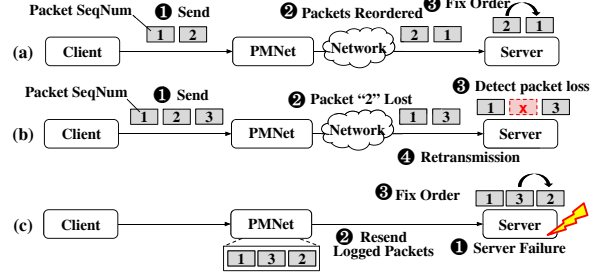 Packet SeqNum ❶ Send ❷ Packets Reordered ❸ Fix Order
1 2 2 1 2 1
(a) Client PMNet Network Server
Packet SeqNum ❶ Send ❷ Packet “2” Lost ❸ Detect packet loss
1 2 3 1 3 1 x 3
(b) Client PMNet Network Server
❹ Retransmission
❸ Fix Order 1 3 2
(c) Client PMNet Server
❷ Resend
Logged Packets
❶ Server Failure
1 3 2